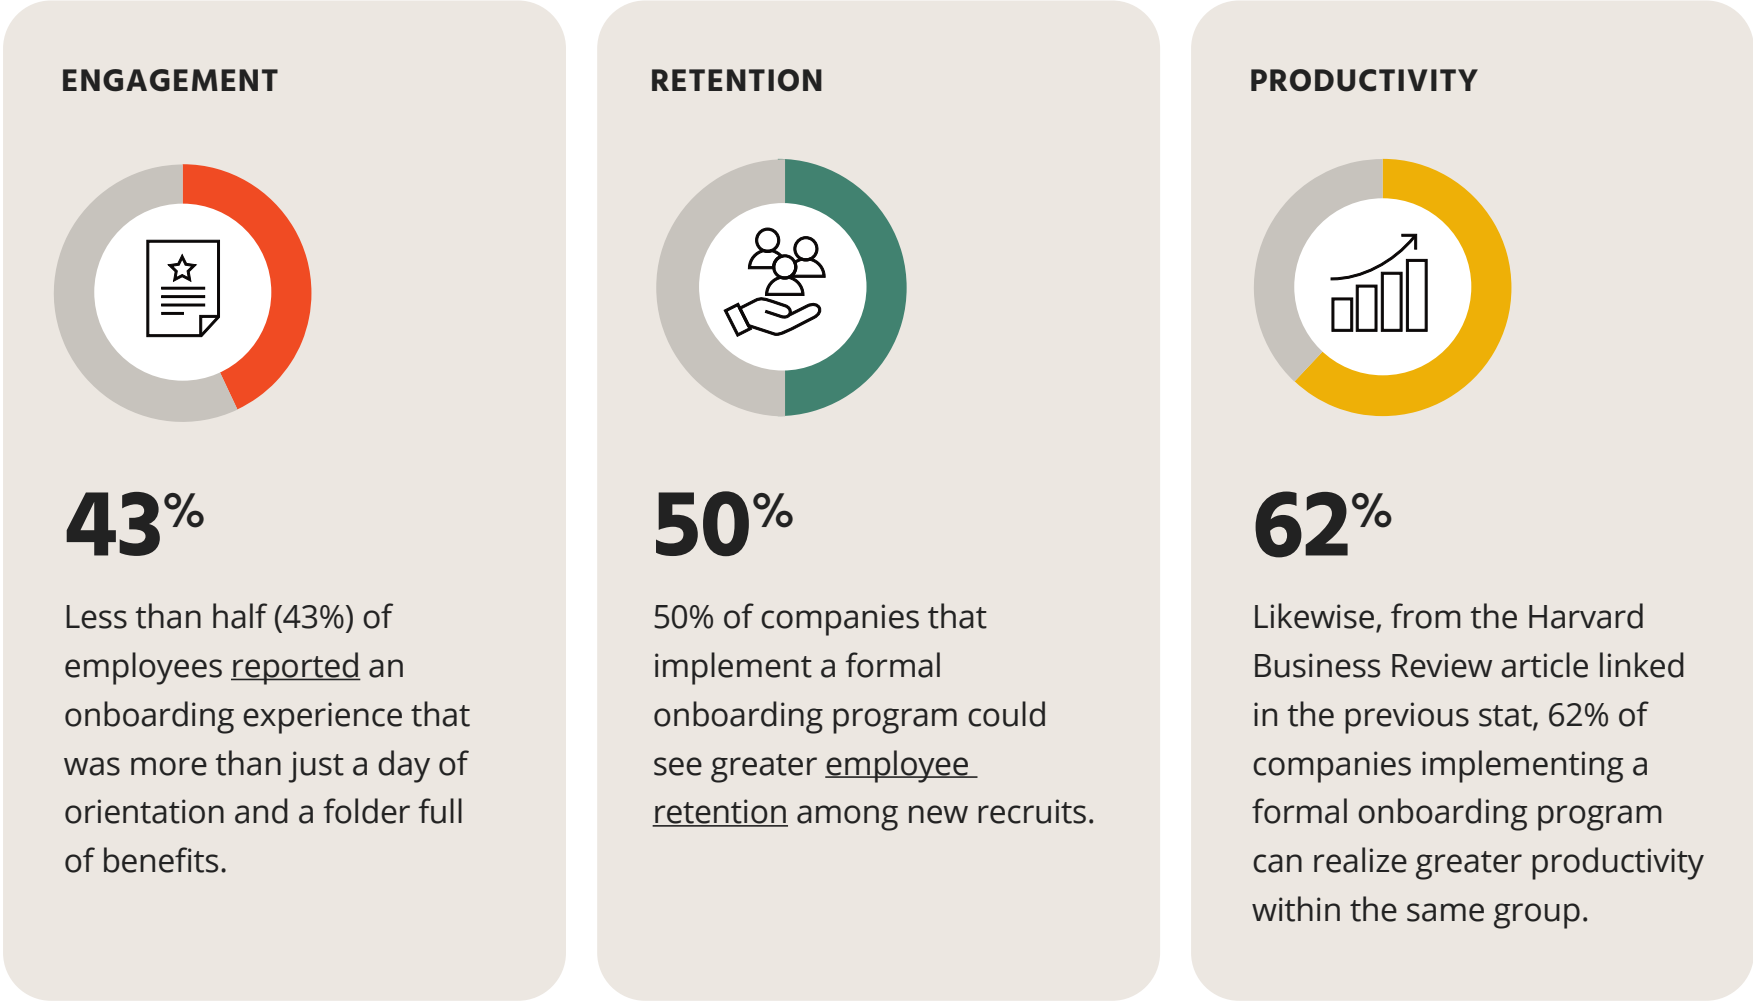 ENGAGEMENT
43%
Less than half (43%) of
employees reported an
onboarding experience that
was more than just a day of
orientation and a folder full
of benefits.
RETENTION
50%
50% of companies that
implement a formal
onboarding program could
see greater employee
retention among new recruits.
PRODUCTIVITY
62%
Likewise, from the Harvard
Business Review article linked
in the previous stat, 62% of
companies implementing a
formal onboarding program
can realize greater productivity
within the same group.